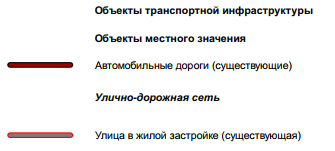 Объекты транспортной инфраструктуры
Объекты местного значения
Автомобильные дороги (существующие)
Улично-дорожная сеть
Улица в жилой застройке (существующая)